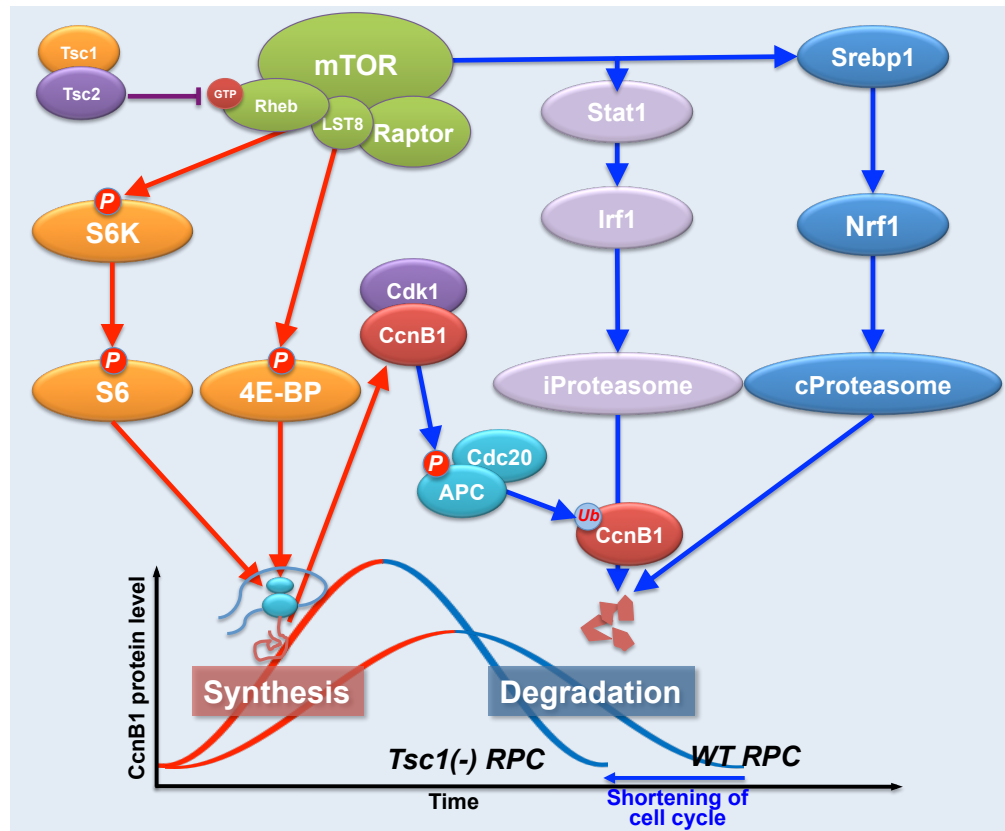 Tsc1
Tsc2
mTOR
GTP
Rheb
LST8
Raptor
Srebp1
Stat1
P
S6K
Irf1
Nrf1
Cdk1
CcnB1
P
S6
P
4E-BP
iProteasome
cProteasome
P
Cdc20
APC
Ub
CcnB1
CcnB1 protein level
Synthesis
Degradation
Tsc1(-) RPC
WT RPC
Time
Shortening of
cell cycle